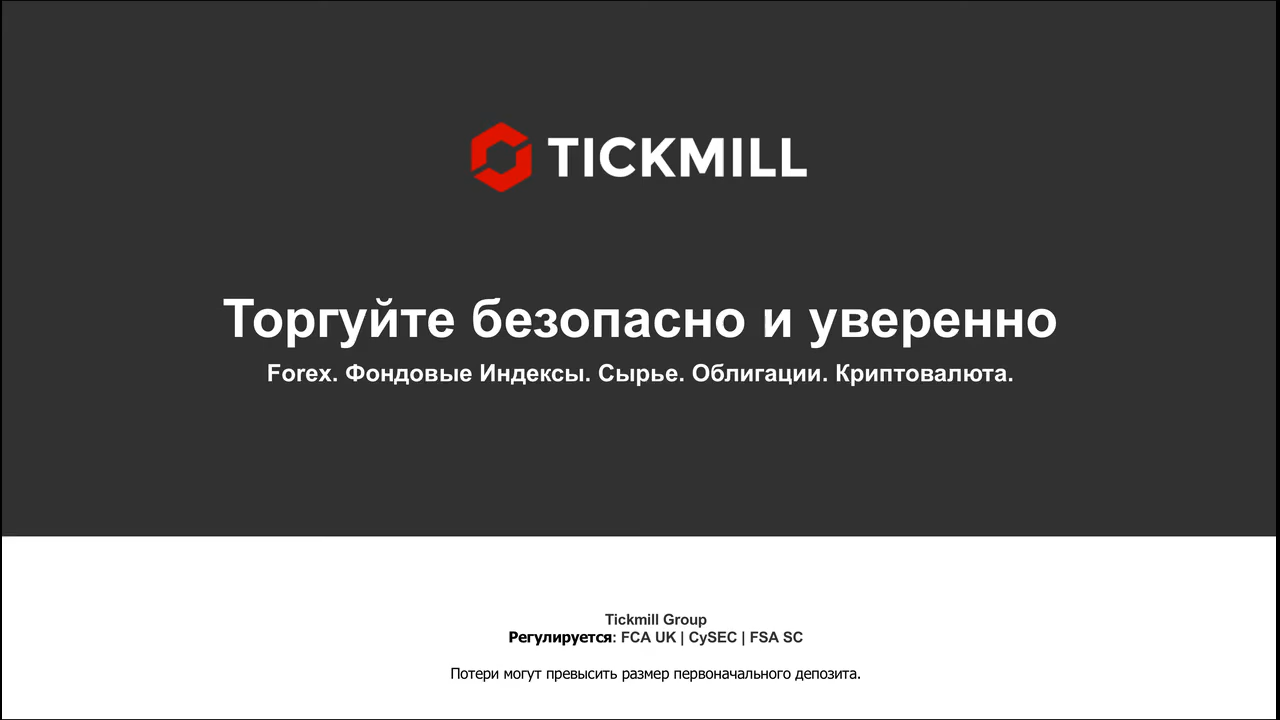 TICKMILL
Торгуйте безопасно и уверенно
Forex. Фондовые Индексы. Сырье. Облигации. Криптовалюта.
Tickmill Group
Регулируется: FCA UK | CySEC | FSA SC
Потери могут превысить размер первоначального депозита.